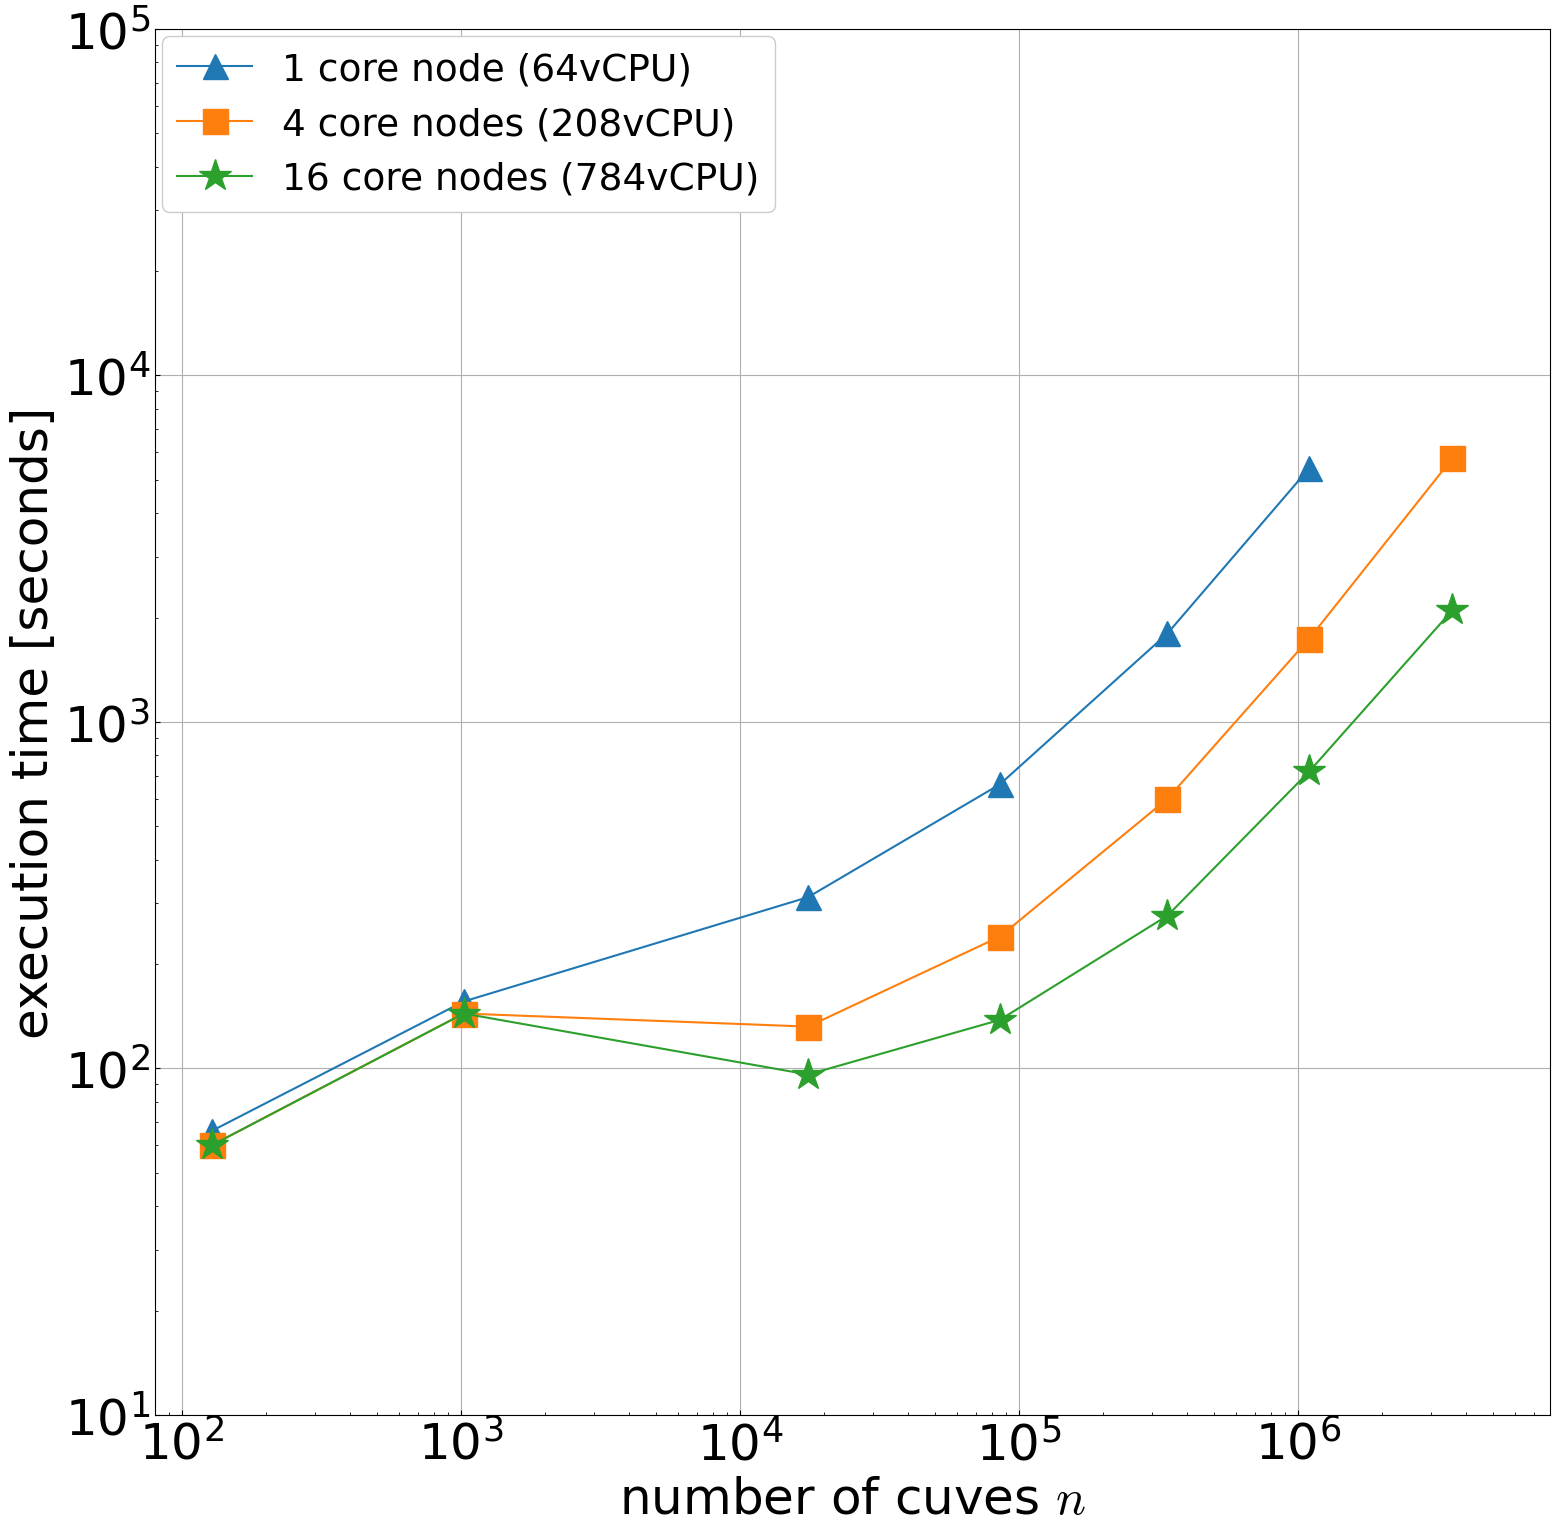 10^5
1 core node (64vCPU)
4 core nodes (208vCPU)
16 core nodes (784vCPU)
10^4
10^3
10^2
10^1
execution time [seconds]
10^2 10^3 10^4 10^5 10^6
number of cuves n